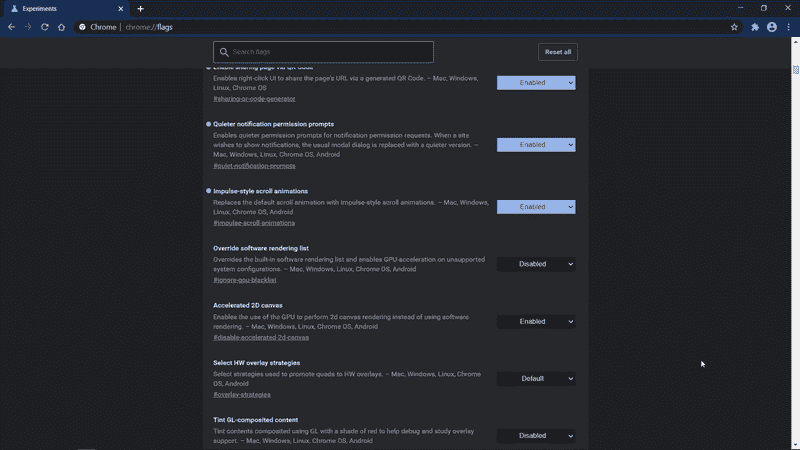 Experiments
Chrome | chrome://flags
Search flags
Reset all
Enable sharing page via QR Code
Enables right-click UI to share the page's URL via a generated QR Code. – Mac, Windows,
Linux, Chrome OS
#sharing-qr-code-generator
Enabled
Quieter notification permission prompts
Enables quieter permission prompts for notification permission requests. When a site
wishes to show notifications, the usual modal dialog is replaced with a quieter version. –
Mac, Windows, Linux, Chrome OS, Android
#quiet-notification-prompts
Enabled
Impulse-style scroll animations
Replaces the default scroll animation with Impulse-style scroll animations. – Mac, Windows,
Linux, Chrome OS, Android
#impulse-scroll-animations
Enabled
Override software rendering list
Overrides the built-in software rendering list and enables GPU-acceleration on unsupported
system configurations. – Mac, Windows, Linux, Chrome OS, Android
#ignore-gpu-blacklist
Disabled
Accelerated 2D canvas
Enables the use of the GPU to perform 2d canvas rendering instead of using software
rendering. – Mac, Windows, Linux, Chrome OS, Android
#disable-accelerated-2d-canvas
Enabled
Select HW overlay strategies
Select strategies used to promote quads to HW overlays. – Mac, Windows, Linux, Chrome
OS, Android
#overlay-strategies
Default
Tint GL-composited content
Tint contents composited using GL with a shade of red to help debug and study overlay
support. – Mac, Windows, Linux, Chrome OS, Android
Disabled